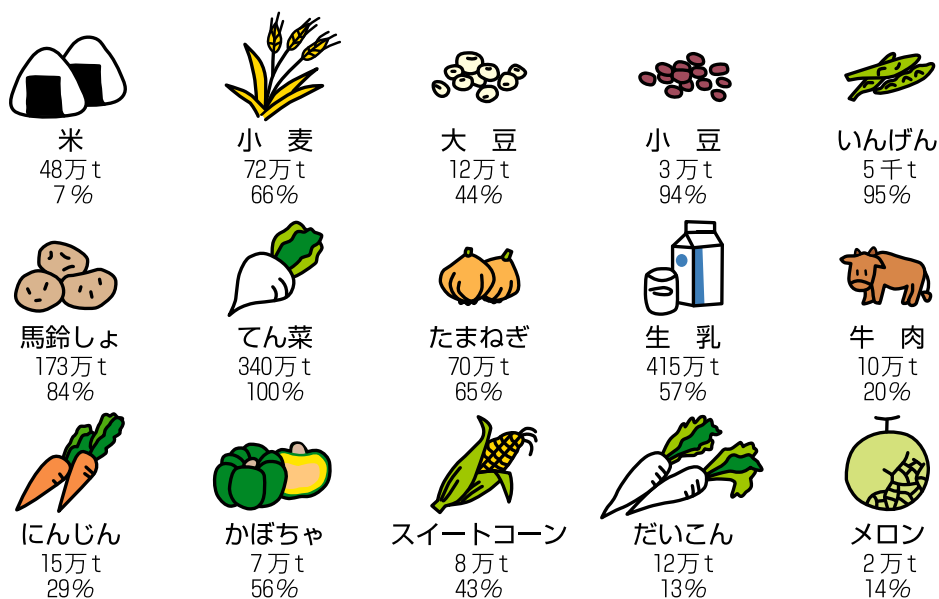 米 小　麦 大　豆 小　豆 いんげん
48万t 72万t 12万t 3万t 5千t
7% 66% 44% 94% 95%
馬鈴しょ てん菜 たまねぎ 生　乳 牛　肉
173万t 340万t 70万t 415万t 10万t
84% 100% 65% 57% 20%
にんじん かぼちゃ スイートコーン だいこん メロン
15万t 7万t 8万t 12万t 2万t
29% 56% 43% 13% 14%